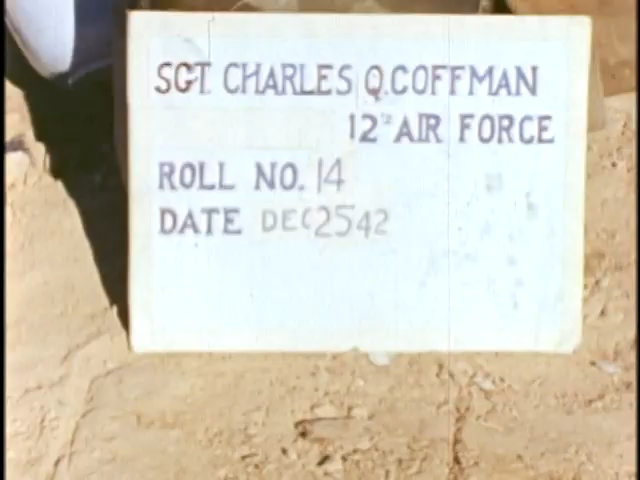 SGT. CHARLES Q. COFFMAN
12TH AIR FORCE
ROLL NO. 14
DATE DEC 25 42